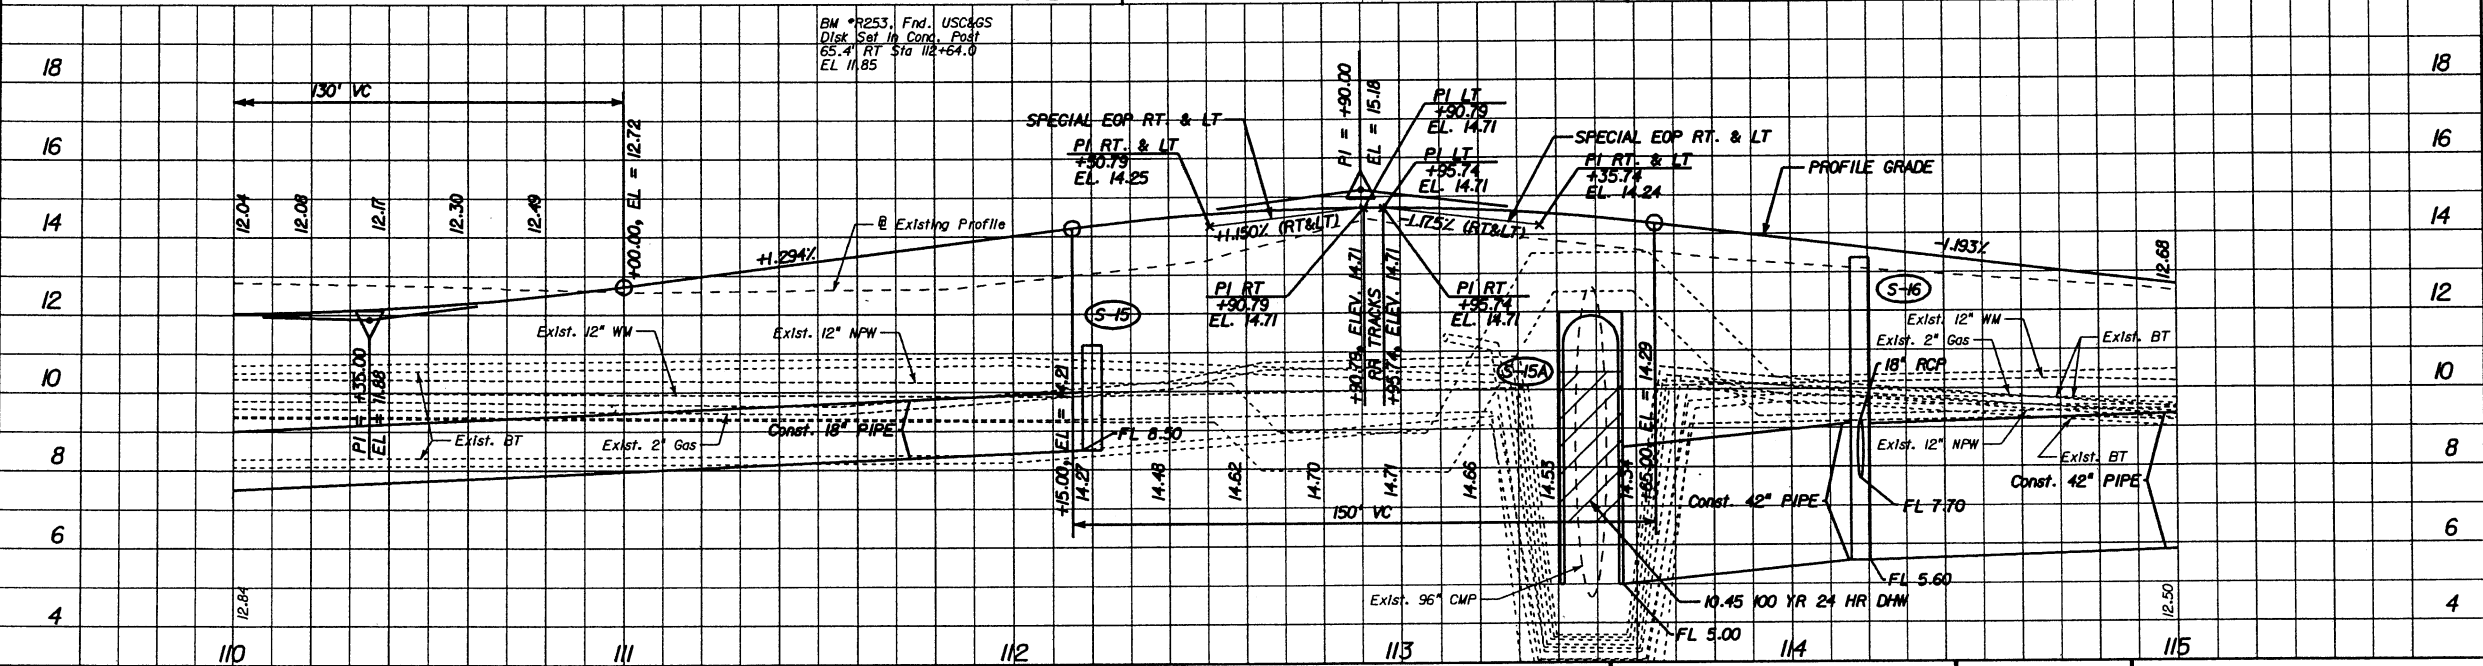 BM *R253, Fnd. USC&GS
Disk Set in Conc. Post
65.4' RT Sta 112+64.0
EL 11.85
18
16
14
12
10
8
6
4
18
16
14
12
10
8
6
4
130' VC
12.04
12.08
12.17
12.30
12.49
+00.00, EL = 12.72
PI = +35.00
EL = 11.88
+1.294%
℄ Existing Profile
SPECIAL EOP RT. & LT
PI RT. & LT
+50.79
EL. 14.25
PI = +90.00
EL = 15.18
PI LT
+90.79
EL. 14.71
PI LT
+95.74
EL. 14.71
SPECIAL EOP RT. & LT
PI RT. & LT
+35.74
EL. 14.24
PROFILE GRADE
+1.150% (RT&LT)
-1.175% (RT&LT)
-1.193%
12.68
PI RT
+90.79
EL. 14.71
+90.79, ELEV. 14.71
RR TRACKS
+95.74, ELEV. 14.71
PI RT
+95.74
EL. 14.71
S-15
S-15A
S-16
Exist. 12" WM
Exist. 12" NPW
Exist. BT
Exist. 2" Gas
Const. 18" PIPE
FL 8.50
+15.00, EL = 14.21
14.27
14.48
14.62
14.70
14.71
14.66
14.53
14.34
+65.00, EL = 14.29
150' VC
Exist. 12" WM
Exist. 2" Gas
18" RCP
Exist. BT
Exist. 12" NPW
Exist. BT
Const. 42" PIPE
Const. 42" PIPE
FL 7.70
FL 5.60
Exist. 96" CMP
10.45 100 YR 24 HR DHW
FL 5.00
12.84
12.50
110
111
112
113
114
115